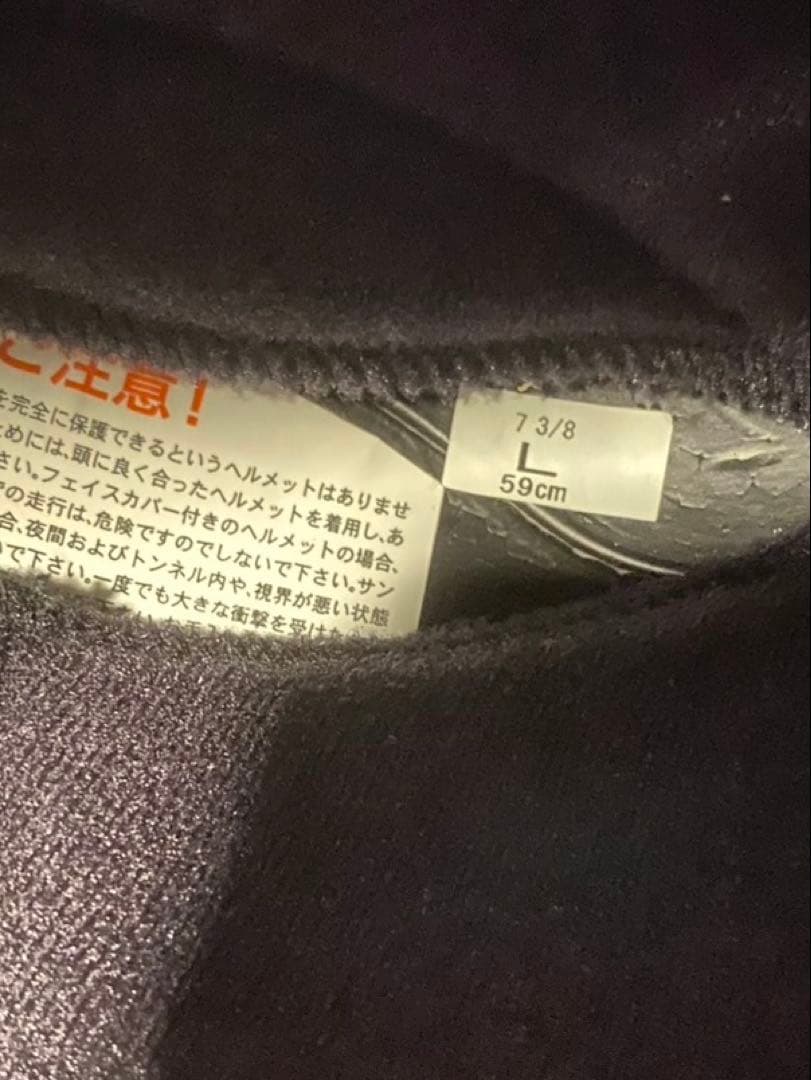 ご注意！
を完全に保護できるというヘルメットはありませ
ためには、頭に良く合ったヘルメットを着用し、あ
さい。フェイスカバー付きのヘルメットの場合、
の走行は、危険ですのでしないで下さい。サン
合、夜間およびトンネル内や、視界が悪い状態
いで下さい。一度でも大きな衝撃を受けた
7 3/8
L
59cm